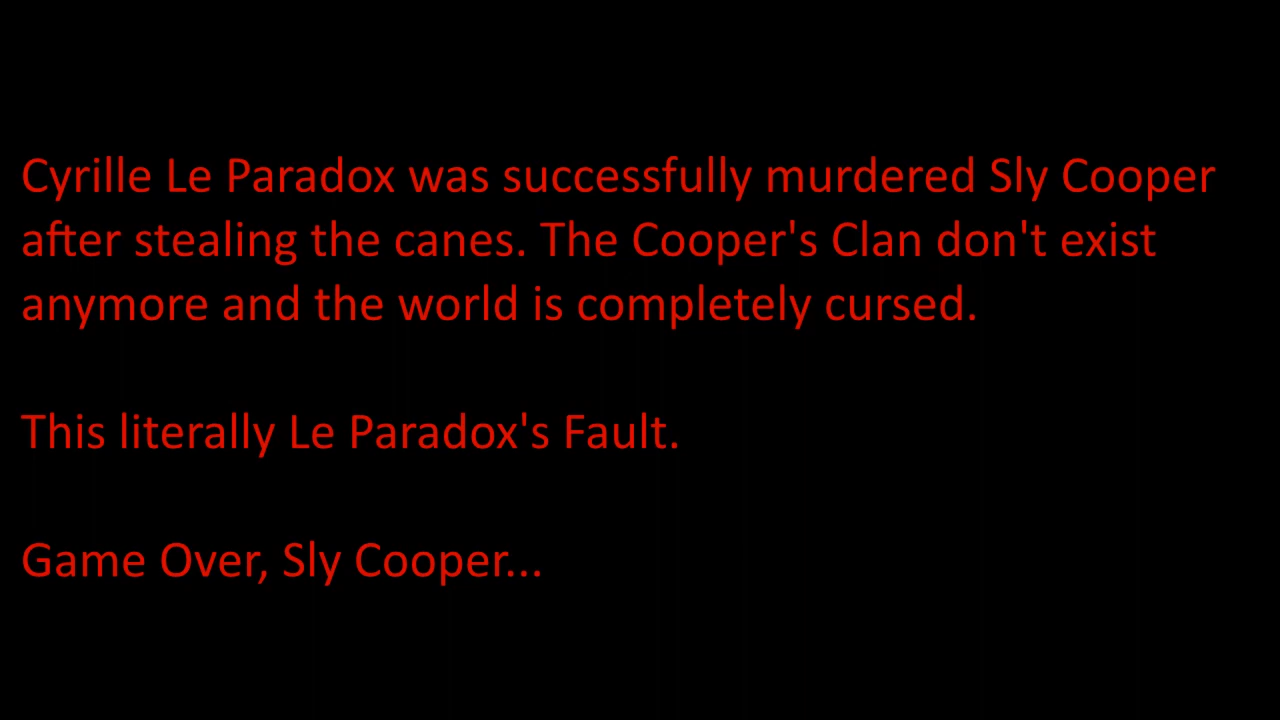 Cyrille Le Paradox was successfully murdered Sly Cooper
after stealing the canes. The Cooper's Clan don't exist
anymore and the world is completely cursed.
This literally Le Paradox's Fault.
Game Over, Sly Cooper...